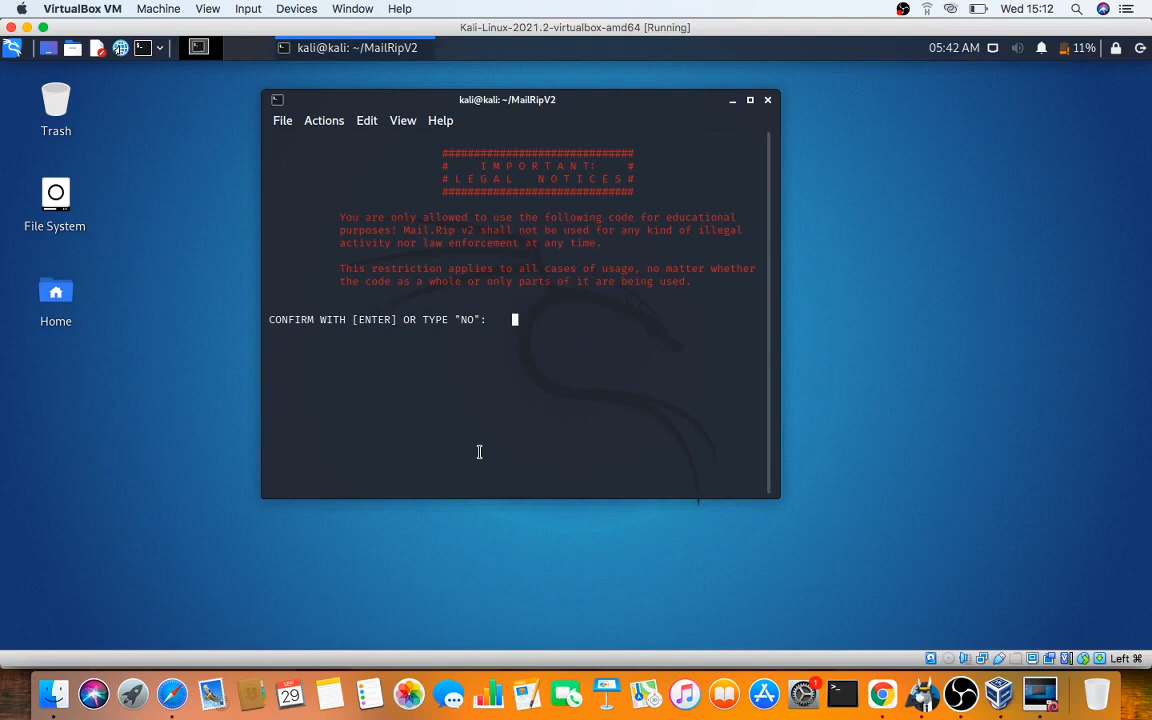 VirtualBox VM Machine View Input Devices Window Help Wed 15:12
Kali-Linux-2021.2-virtualbox-amd64 [Running]
kali@kali: ~/MailRipV2 05:42 AM 11%
kali@kali: ~/MailRipV2
File Actions Edit View Help
##############################
# I M P O R T A N T: #
# L E G A L N O T I C E S #
##############################
You are only allowed to use the following code for educational
purposes! Mail.Rip v2 shall not be used for any kind of illegal
activity nor law enforcement at any time.
This restriction applies to all cases of usage, no matter whether
the code as a whole or only parts of it are being used.
CONFIRM WITH [ENTER] OR TYPE "NO":
Trash
File System
Home
Left ⌘
SEP
29
1